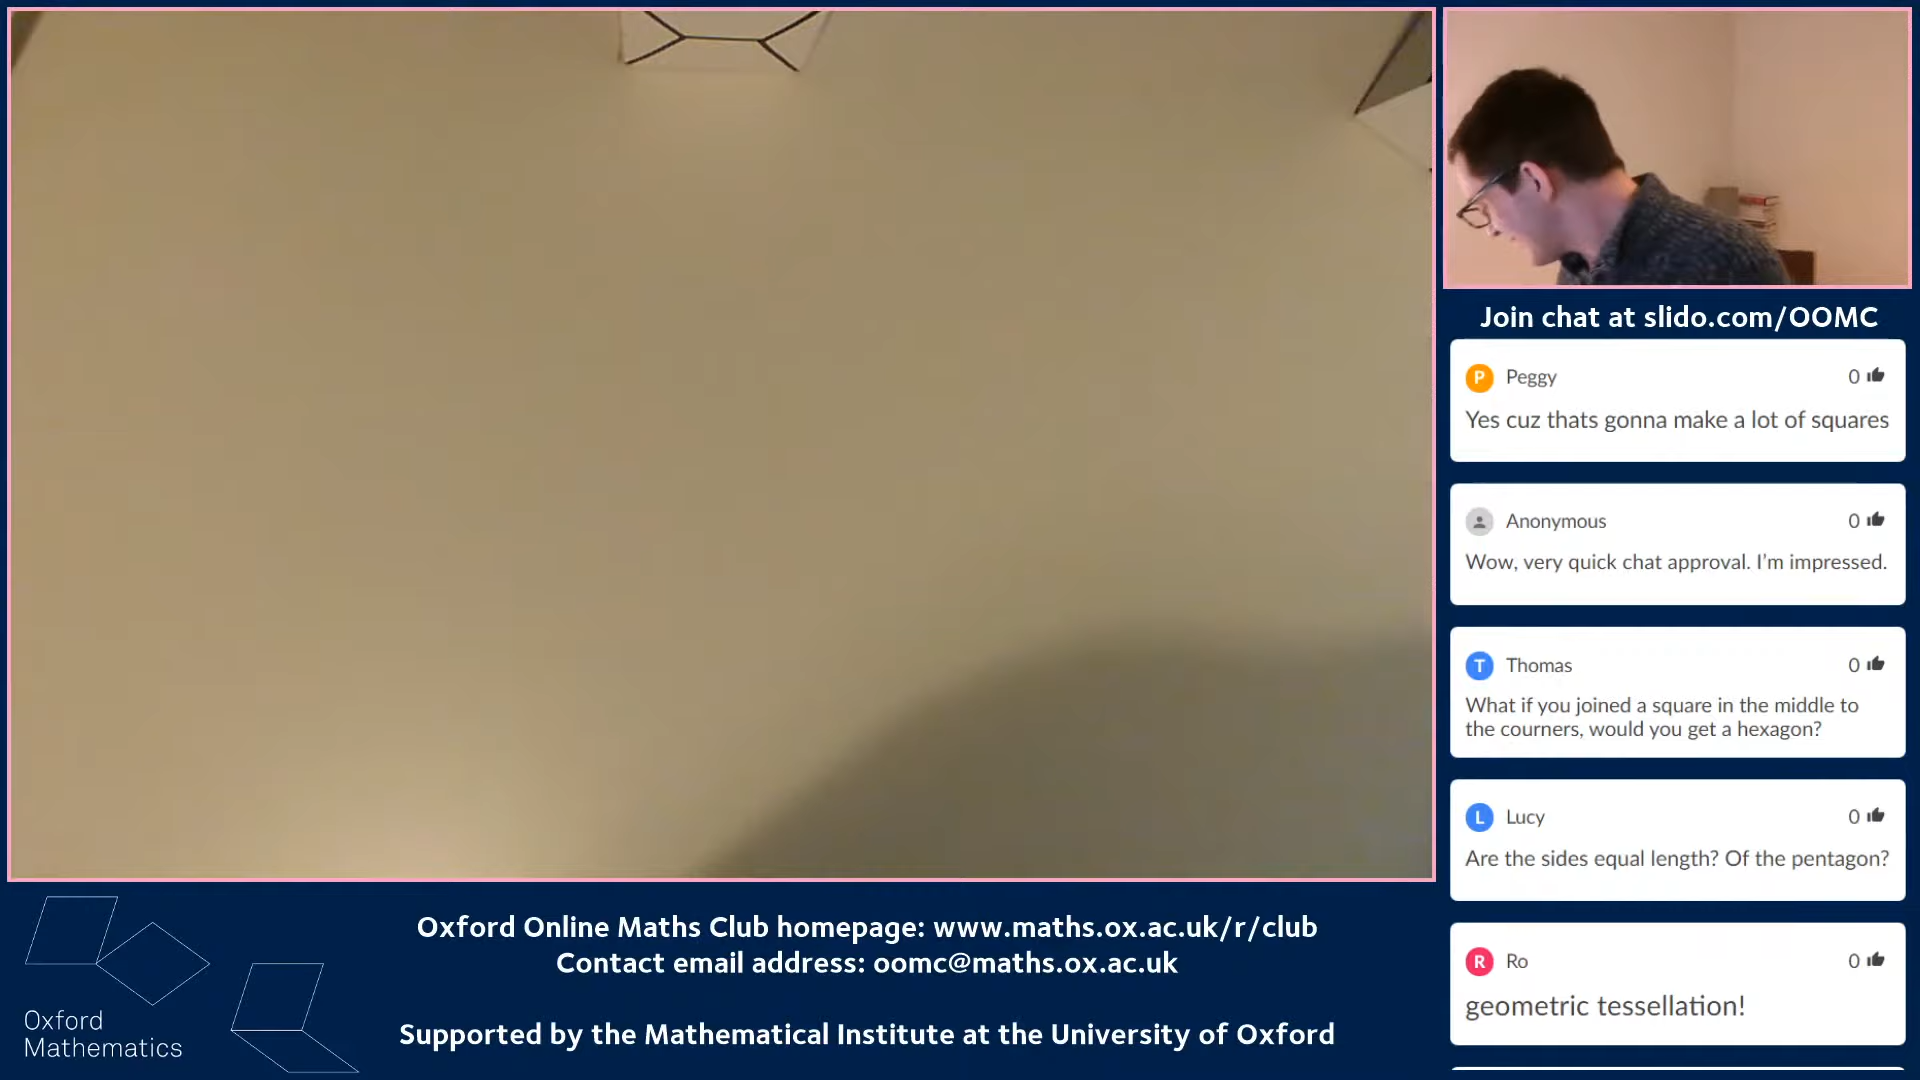 Join chat at slido.com/OOMC
P Peggy 0
Yes cuz thats gonna make a lot of squares
Anonymous 0
Wow, very quick chat approval. I'm impressed.
T Thomas 0
What if you joined a square in the middle to
the courners, would you get a hexagon?
L Lucy 0
Are the sides equal length? Of the pentagon?
R Ro 0
geometric tessellation!
Oxford Online Maths Club homepage: www.maths.ox.ac.uk/r/club
Contact email address: oomc@maths.ox.ac.uk
Supported by the Mathematical Institute at the University of Oxford
Oxford
Mathematics